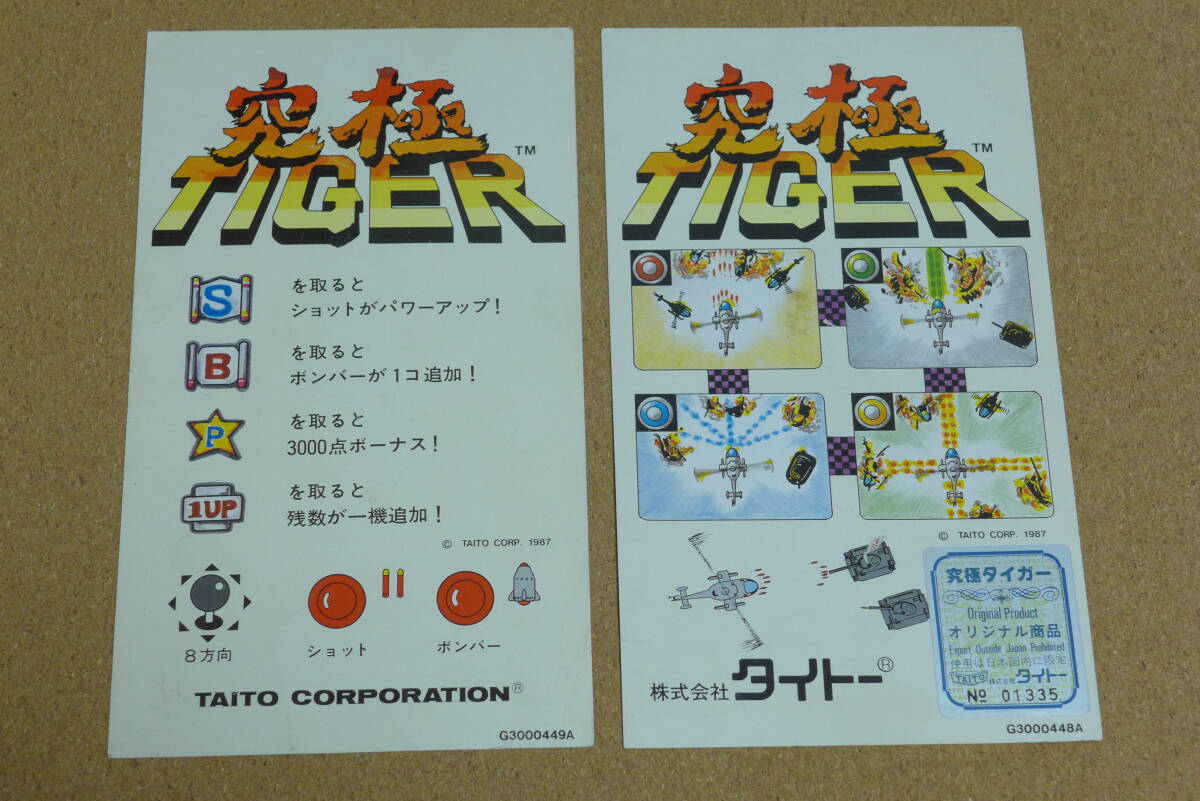 究極
TIGER™
S
を取ると
ショットがパワーアップ!
B
を取ると
ボンバーが1コ追加!
P
を取ると
3000点ボーナス!
1UP
を取ると
残数が一機追加!
© TAITO CORP. 1987
8方向
ショット
ボンバー
TAITO CORPORATION®
G3000449A
究極
TIGER™
© TAITO CORP. 1987
株式会社 タイトー®
究極タイガー
Original Product
オリジナル商品
Export Outside Japan Prohibited
使用は日本国内に限定
TAITO 株式会社 タイトー
№ 01335
G3000448A